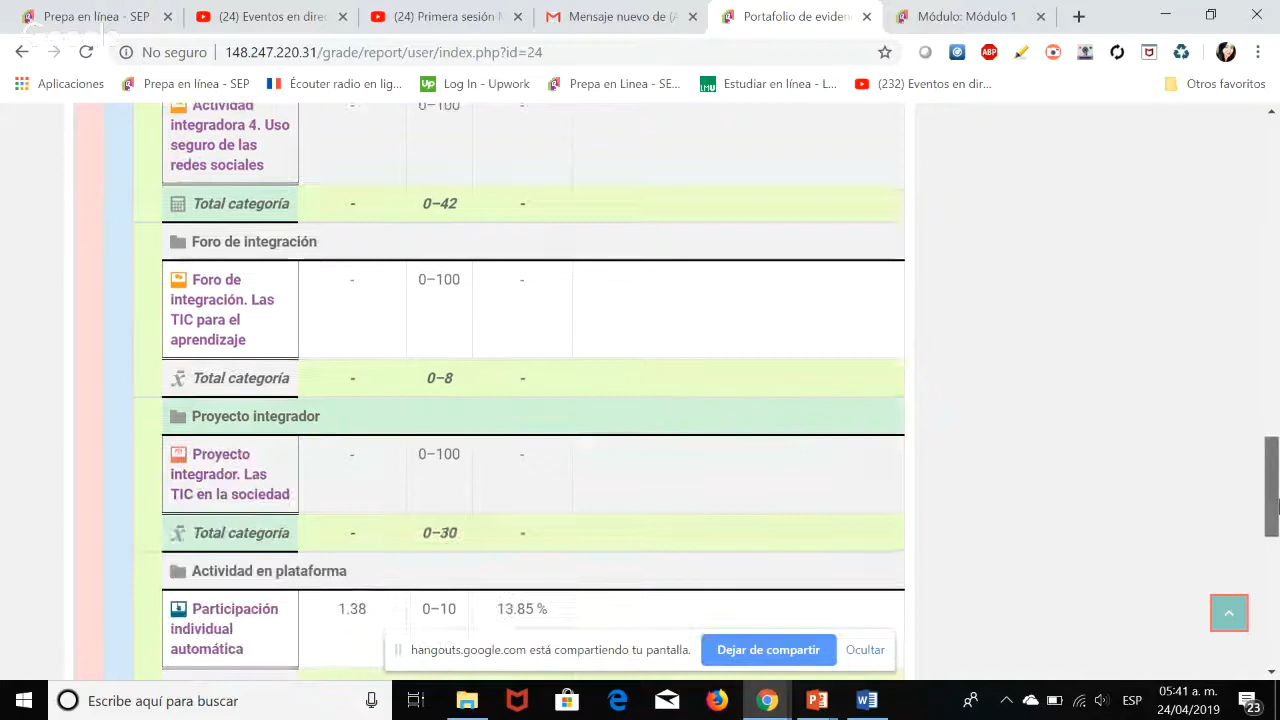 Prepa en línea – SEP
(24) Eventos en direc
(24) Primera sesión M
Mensaje nuevo de (A
Portafolio de eviden
Módulo: Módulo 1
No seguro
148.247.220.31/grade/report/user/index.php?id=24
Aplicaciones
Prepa en línea - SEP
Écouter radio en lig...
Log In - Upwork
Prepa en Linea - SE...
Estudiar en línea - L...
(232) Eventos en dir...
Otros favoritos
Actividad
integradora 4. Uso
seguro de las
redes sociales
- 0–100 -
Total categoría - 0–42 -
Foro de integración
Foro de
integración. Las
TIC para el
aprendizaje
- 0–100 -
Total categoría - 0–8 -
Proyecto integrador
Proyecto
integrador. Las
TIC en la sociedad
- 0–100 -
Total categoría - 0–30 -
Actividad en plataforma
Participación
individual
automática
1.38 0–10 13.85 %
hangouts.google.com está compartiendo tu pantalla.
Dejar de compartir
Ocultar
Escribe aquí para buscar
ESP
05:41 a. m.
24/04/2019
23